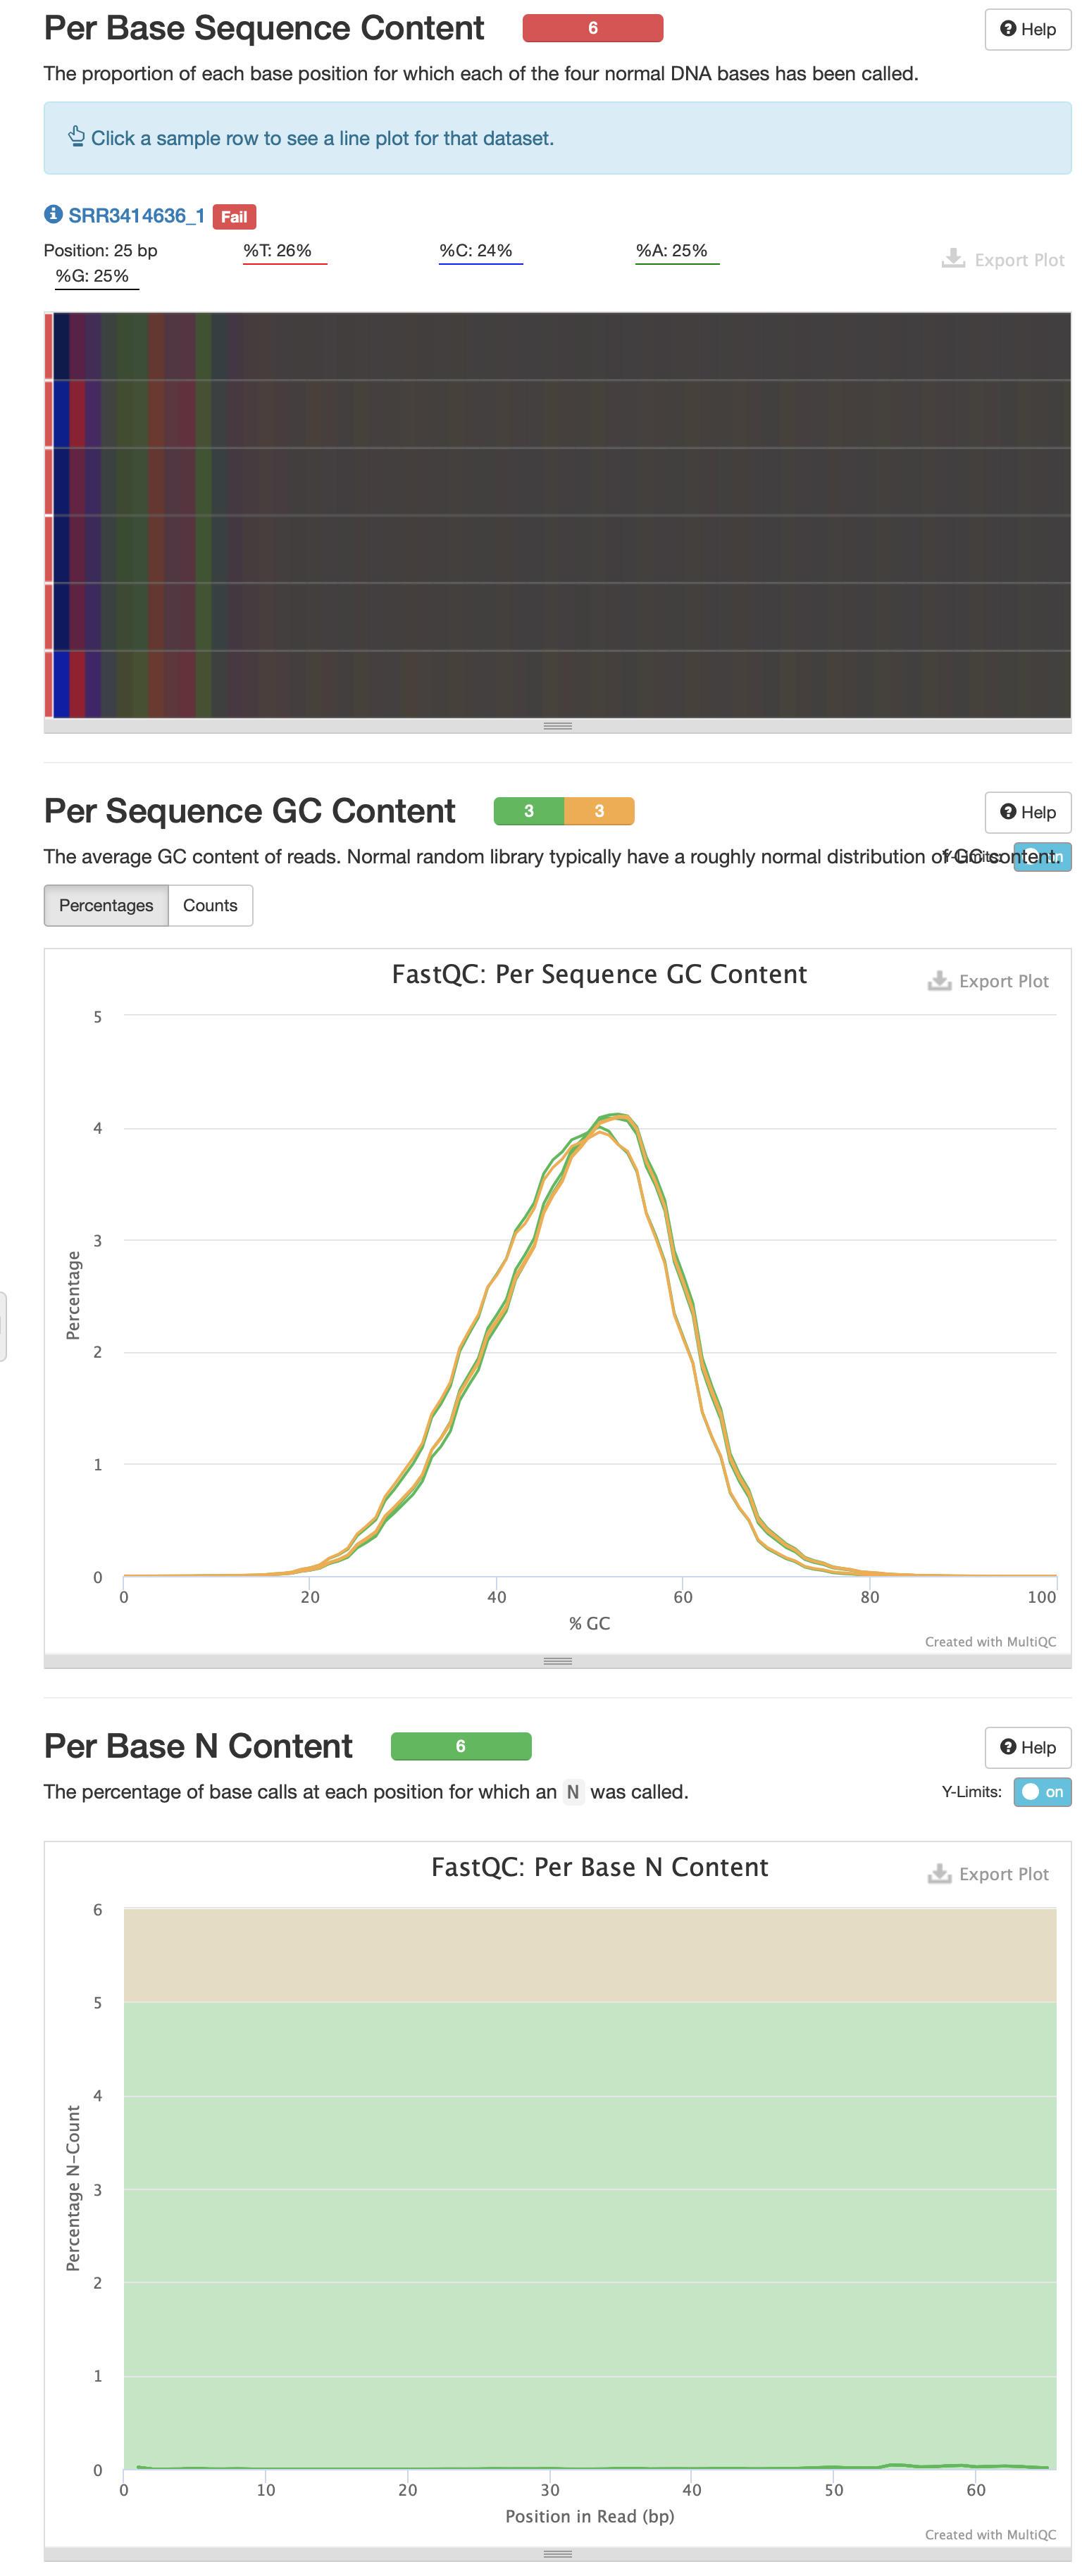 Per Base Sequence Content 6 Help
The proportion of each base position for which each of the four normal DNA bases has been called.
Click a sample row to see a line plot for that dataset.
SRR3414636_1 Fail
Position: 25 bp %T: 26% %C: 24% %A: 25%
%G: 25%
Export Plot
Per Sequence GC Content 3 3 Help
The average GC content of reads. Normal random library typically have a roughly normal distribution of GC content.
Y-Limits: on
Percentages Counts
FastQC: Per Sequence GC Content
Export Plot
5
4
3
2
1
0
Percentage
0 20 40 60 80 100
% GC
Created with MultiQC
Per Base N Content 6 Help
The percentage of base calls at each position for which an N was called.
Y-Limits: on
FastQC: Per Base N Content
Export Plot
6
5
4
3
2
1
0
Percentage N-Count
0 10 20 30 40 50 60
Position in Read (bp)
Created with MultiQC